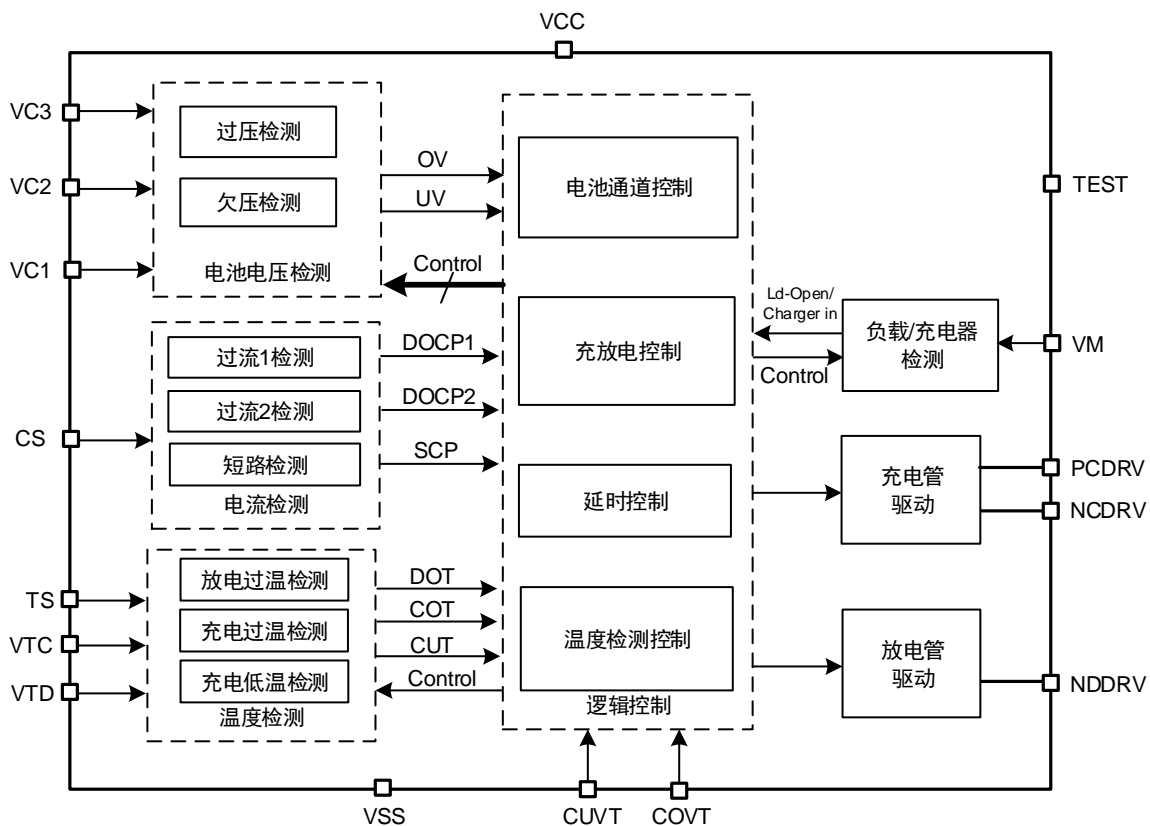 VCC
VC3
VC2
VC1
过压检测
欠压检测
电池电压检测
OV
UV
Control
电池通道控制
TEST
CS
过流1检测
过流2检测
短路检测
电流检测
DOCP1
DOCP2
SCP
充放电控制
Ld-Open/
Charger in
Control
负载/充电器
检测
VM
延时控制
充电管
驱动
PCDRV
NCDRV
TS
VTC
VTD
放电过温检测
充电过温检测
充电低温检测
温度检测
DOT
COT
CUT
Control
温度检测控制
逻辑控制
放电管
驱动
NDDRV
VSS
CUVT
COVT